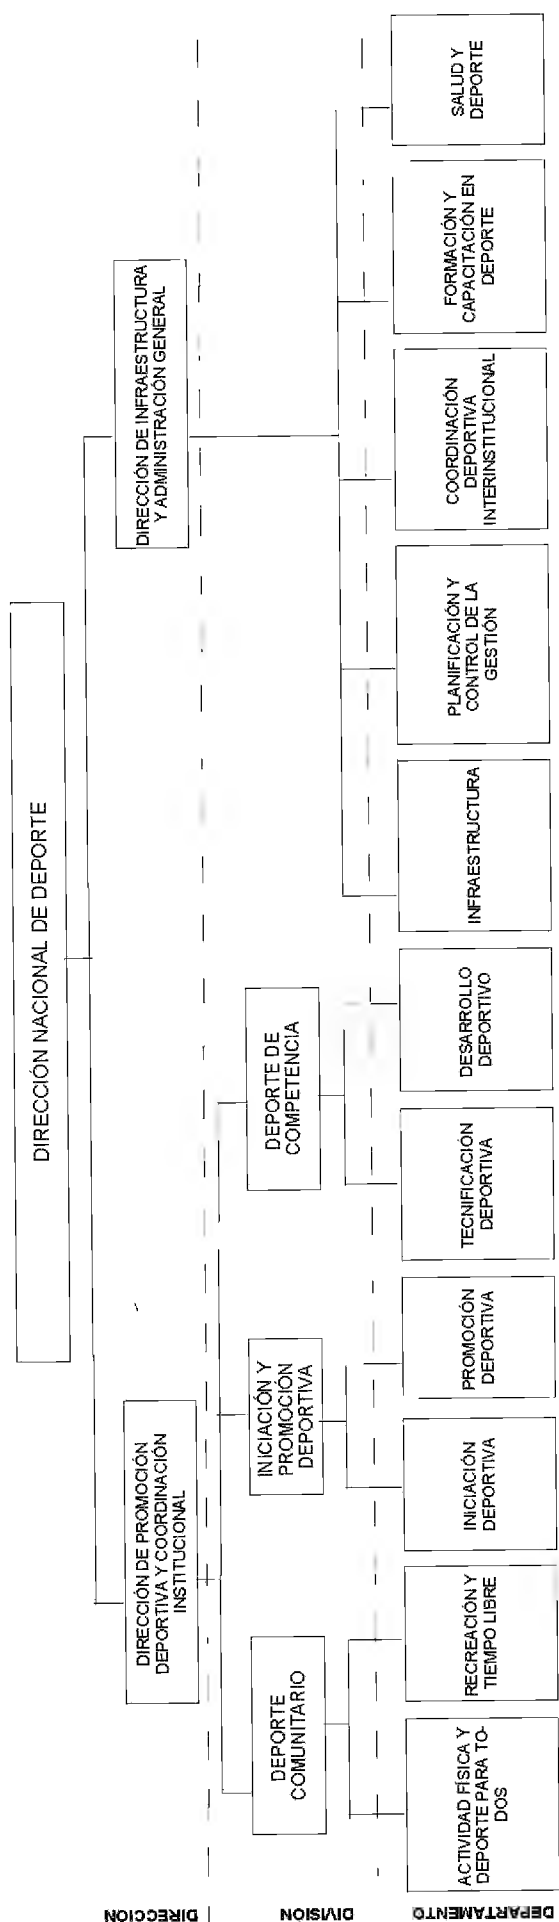 DIRECCIÓN NACIONAL DE DEPORTE
DIRECCION
DIRECCIÓN DE PROMOCIÓN
DEPORTIVA Y COORDINACIÓN
INSTITUCIONAL
DIRECCIÓN DE INFRAESTRUCTURA
Y ADMINISTRACIÓN GENERAL
DIVISION
DEPORTE
COMUNITARIO
INICIACIÓN Y
PROMOCIÓN
DEPORTIVA
DEPORTE DE
COMPETENCIA
DEPARTAMENTO
ACTIVIDAD FÍSICA Y
DEPORTE PARA TO-
DOS
RECREACIÓN Y
TIEMPO LIBRE
INICIACIÓN
DEPORTIVA
PROMOCIÓN
DEPORTIVA
TECNIFICACIÓN
DEPORTIVA
DESARROLLO
DEPORTIVO
INFRAESTRUCTURA
PLANIFICACIÓN Y
CONTROL DE LA
GESTIÓN
COORDINACIÓN
DEPORTIVA
INTERINSTITUCIONAL
FORMACIÓN Y
CAPACITACIÓN EN
DEPORTE
SALUD Y
DEPORTE